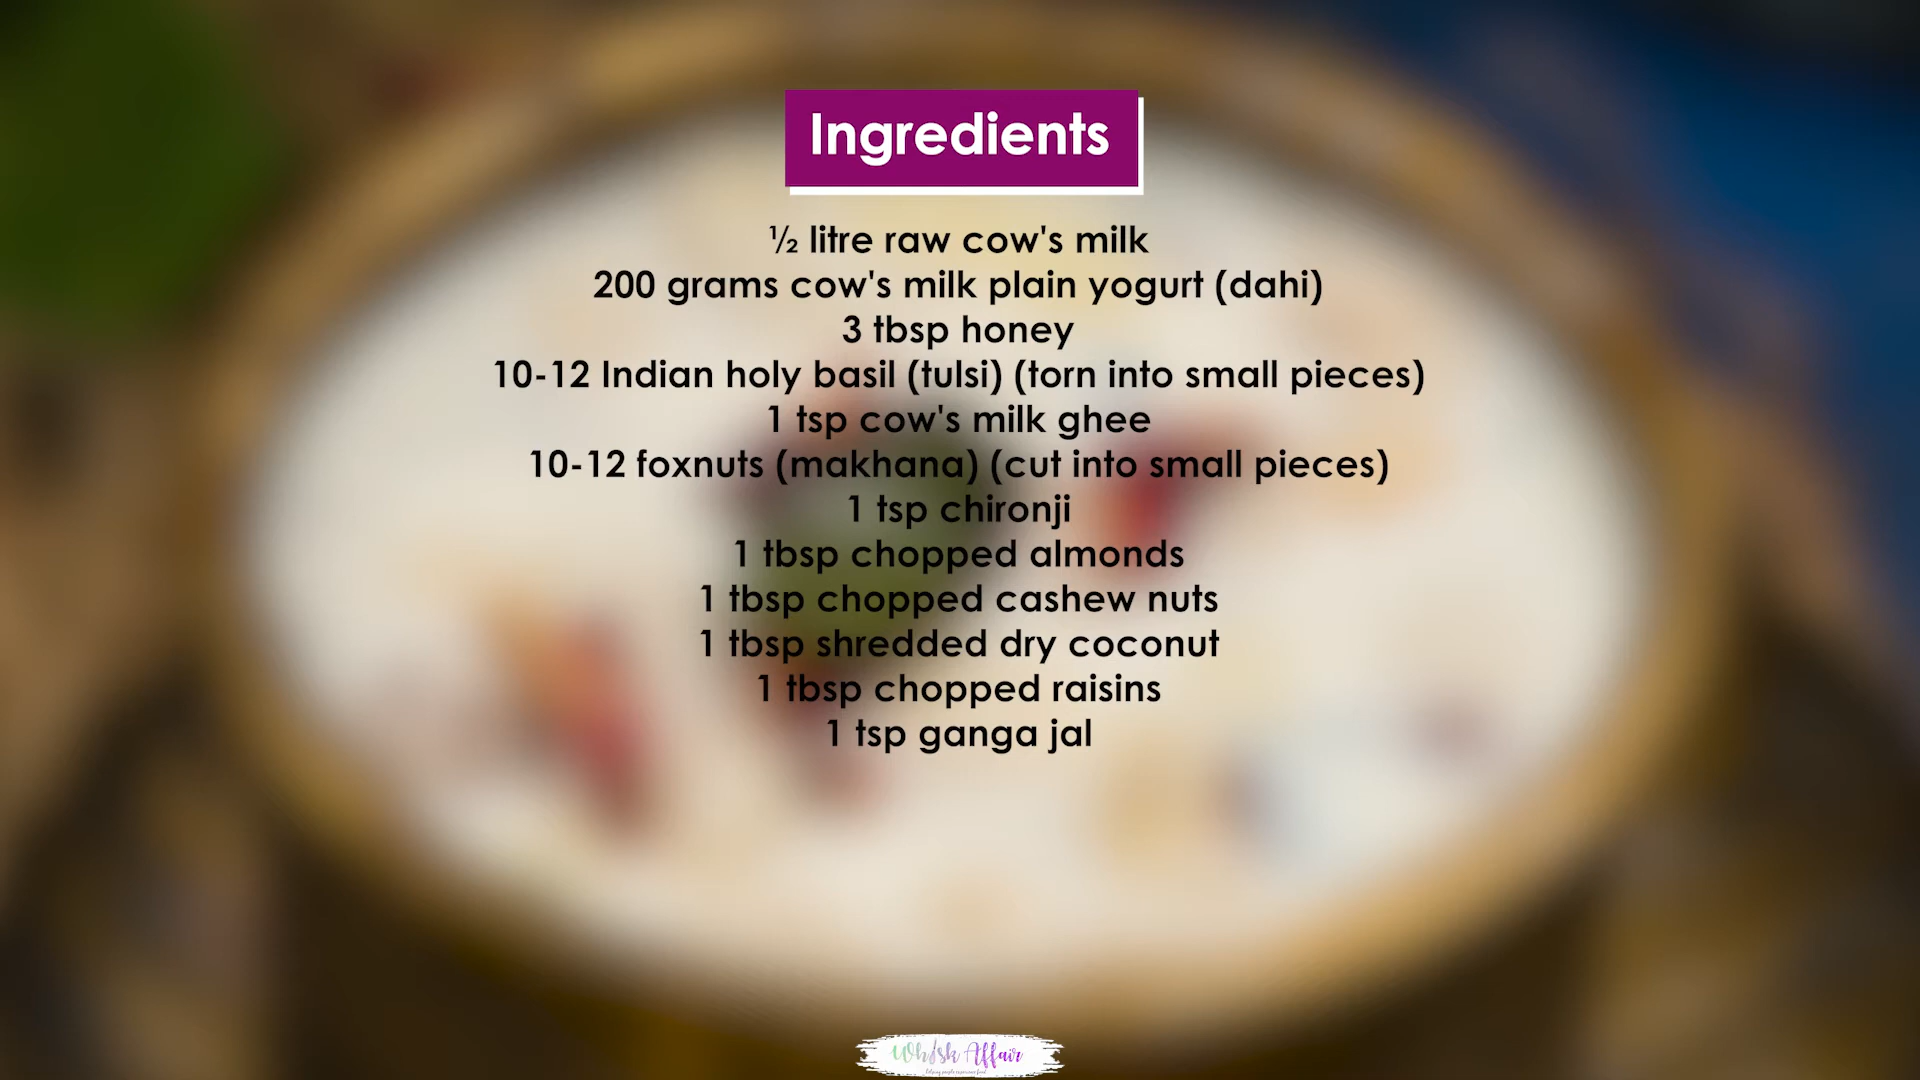 Ingredients
½ litre raw cow's milk
200 grams cow's milk plain yogurt (dahi)
3 tbsp honey
10-12 Indian holy basil (tulsi) (torn into small pieces)
1 tsp cow's milk ghee
10-12 foxnuts (makhana) (cut into small pieces)
1 tsp chironji
1 tbsp chopped almonds
1 tbsp chopped cashew nuts
1 tbsp shredded dry coconut
1 tbsp chopped raisins
1 tsp ganga jal
Whisk Affair